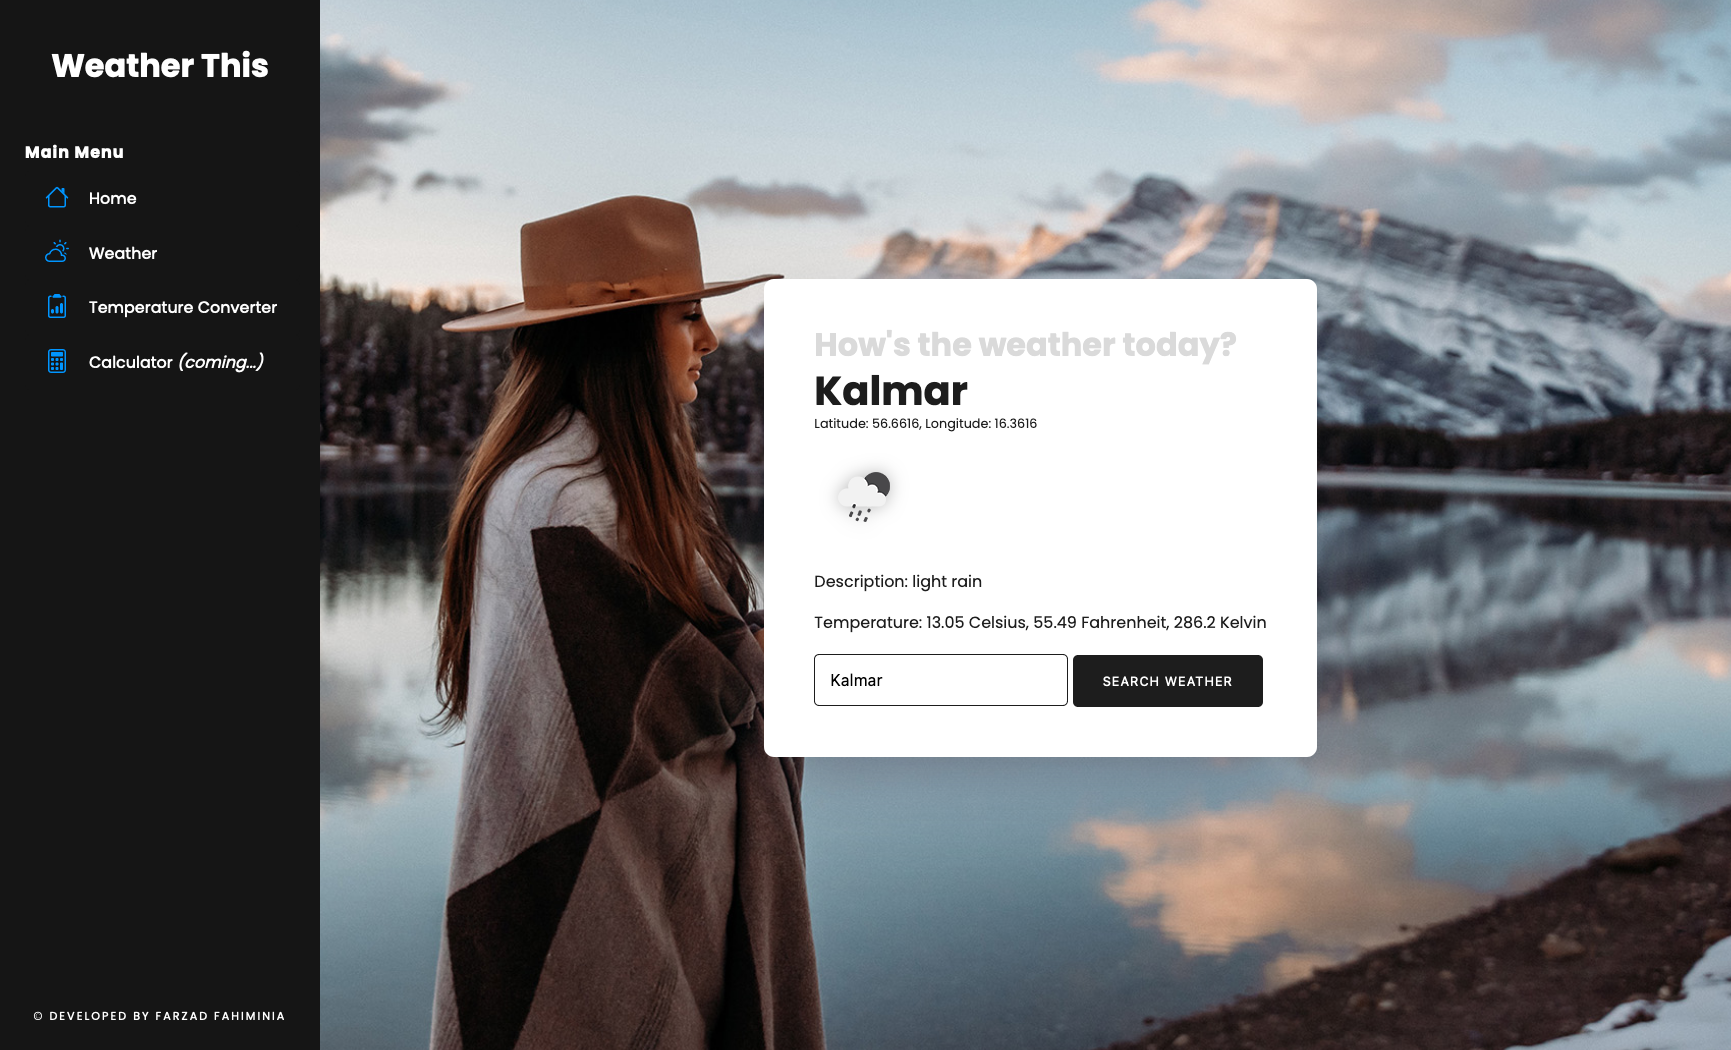 Weather This
Main Menu
Home
Weather
Temperature Converter
Calculator (coming...)
© DEVELOPED BY FARZAD FAHIMINIA
How's the weather today?
Kalmar
Latitude: 56.6616, Longitude: 16.3616
Description: light rain
Temperature: 13.05 Celsius, 55.49 Fahrenheit, 286.2 Kelvin
Kalmar
SEARCH WEATHER